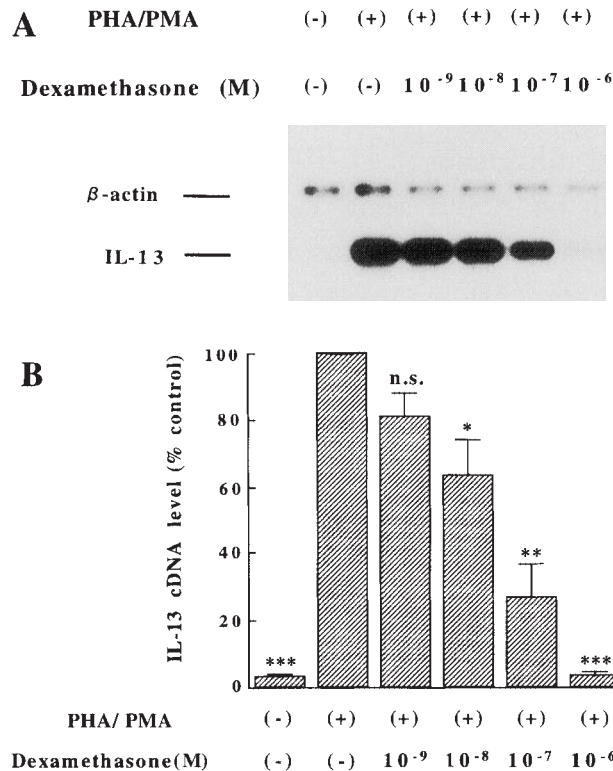 A
PHA/PMA (-) (+) (+) (+) (+) (+)
Dexamethasone (M) (-) (-) 10⁻⁹ 10⁻⁸ 10⁻⁷ 10⁻⁶
β-actin
IL-13
B
IL-13 cDNA level (% control)
100
80
60
40
20
0
***
n.s.
*
**
***
PHA/ PMA (-) (+) (+) (+) (+) (+)
Dexamethasone(M) (-) (-) 10⁻⁹ 10⁻⁸ 10⁻⁷ 10⁻⁶